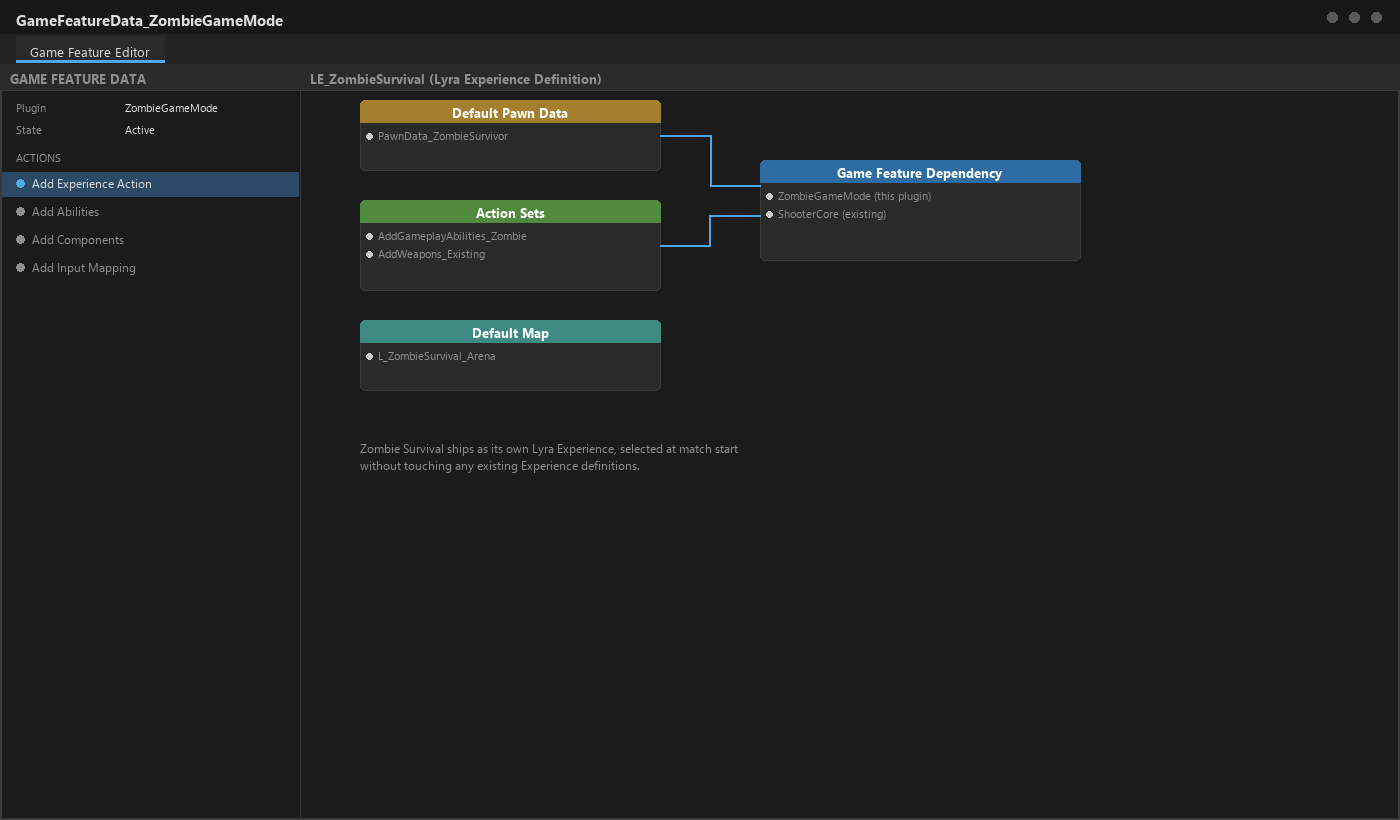 GameFeatureData_ZombieGameMode
Game Feature Editor
GAME FEATURE DATA
Plugin ZombieGameMode
State Active
ACTIONS
Add Experience Action
Add Abilities
Add Components
Add Input Mapping
LE_ZombieSurvival (Lyra Experience Definition)
Default Pawn Data
PawnData_ZombieSurvivor
Action Sets
AddGameplayAbilities_Zombie
AddWeapons_Existing
Default Map
L_ZombieSurvival_Arena
Game Feature Dependency
ZombieGameMode (this plugin)
ShooterCore (existing)
Zombie Survival ships as its own Lyra Experience, selected at match start
without touching any existing Experience definitions.